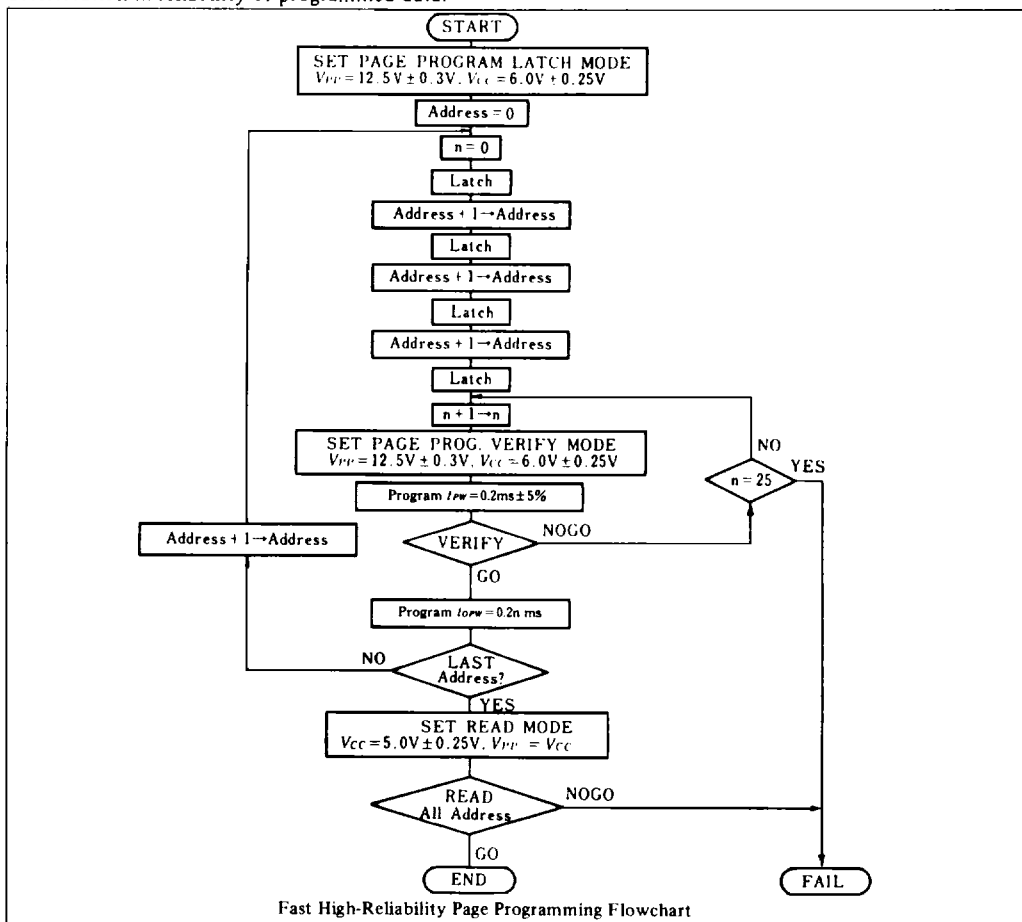 reliability of programmed data.
START
SET PAGE PROGRAM LATCH MODE
VPP=12.5V±0.3V, VCC=6.0V±0.25V
Address=0
n=0
Latch
Address + 1→Address
Latch
Address + 1→Address
Latch
Address + 1→Address
Latch
n+1→n
SET PAGE PROG. VERIFY MODE
VPP=12.5V±0.3V, VCC=6.0V±0.25V
NO
YES
n=25
Program tPW=0.2ms±5%
Address + 1→Address
VERIFY
NOGO
GO
Program tOPW=0.2n ms
NO
LAST
Address?
YES
SET READ MODE
VCC=5.0V±0.25V, VPP = VCC
READ
All Address
NOGO
GO
END
FAIL
Fast High-Reliability Page Programming Flowchart